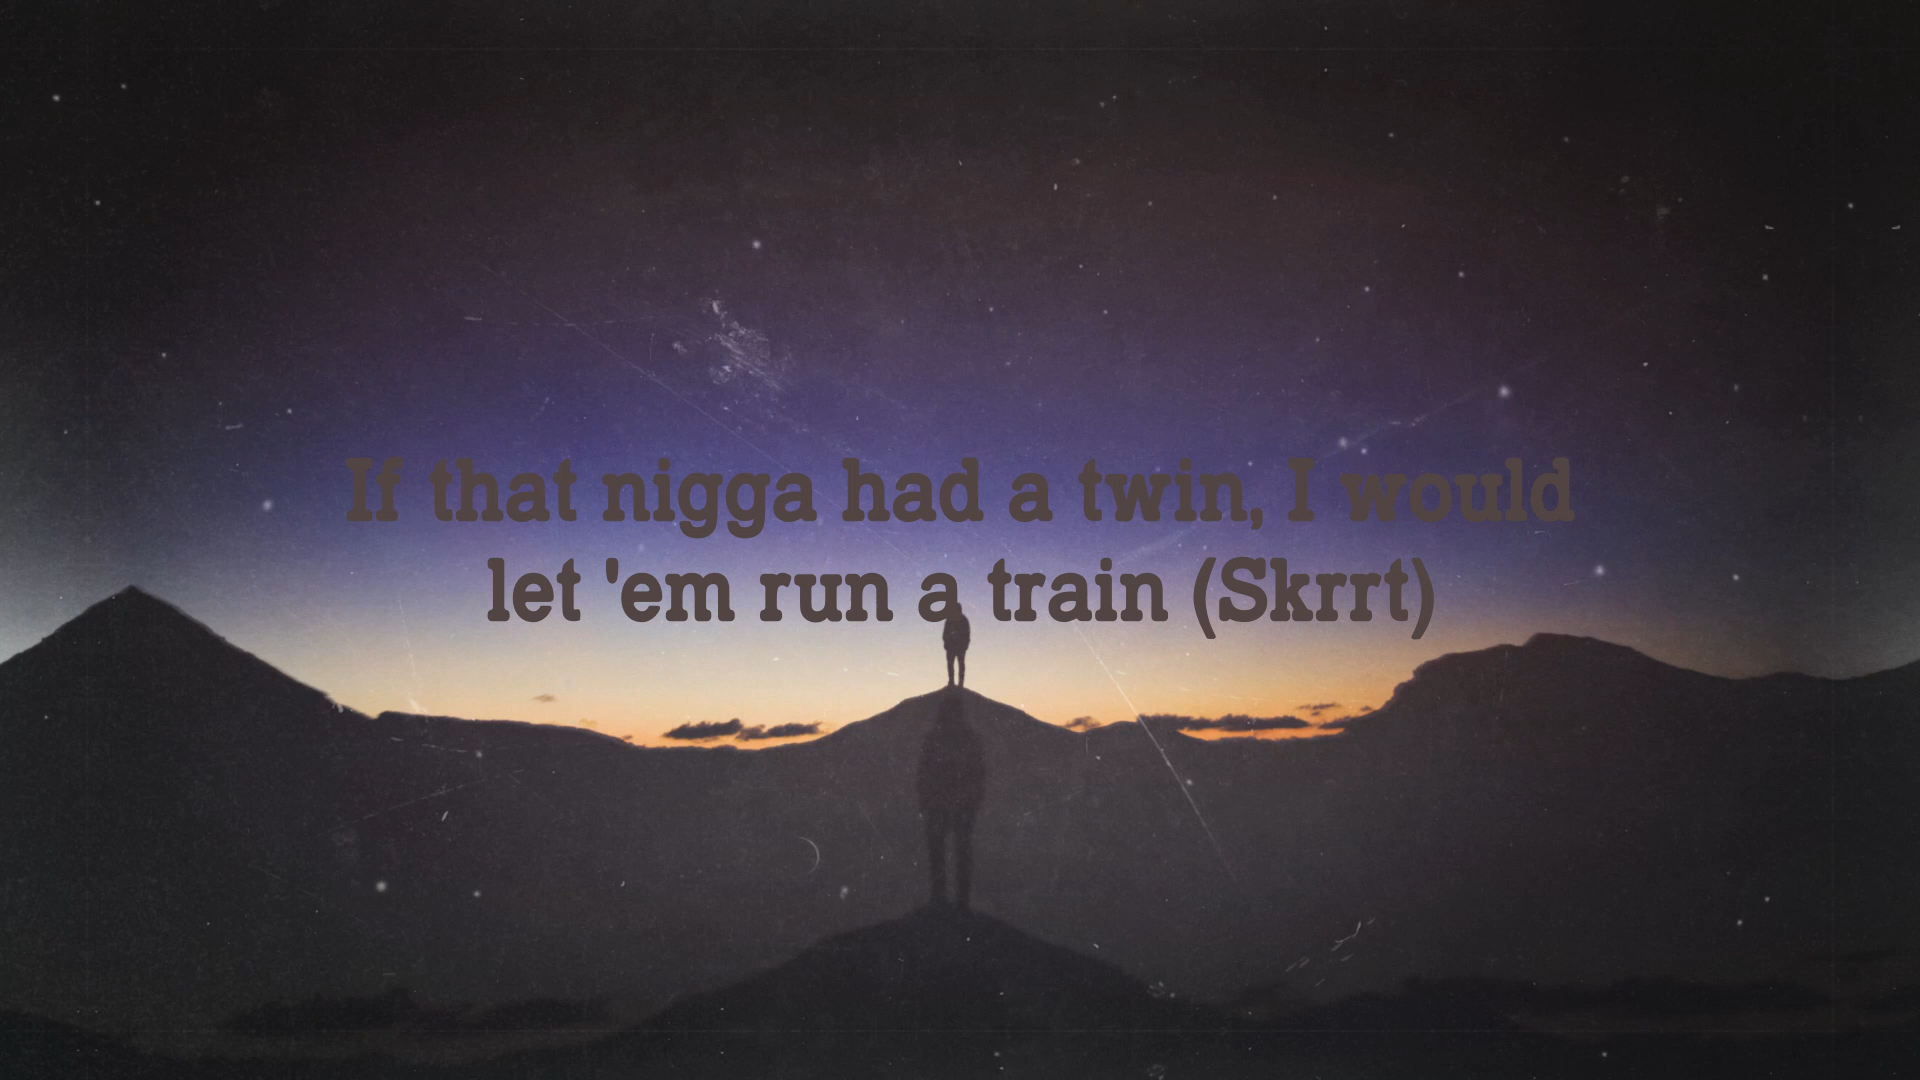 If that nigga had a twin, I would
let 'em run a train (Skrrt)